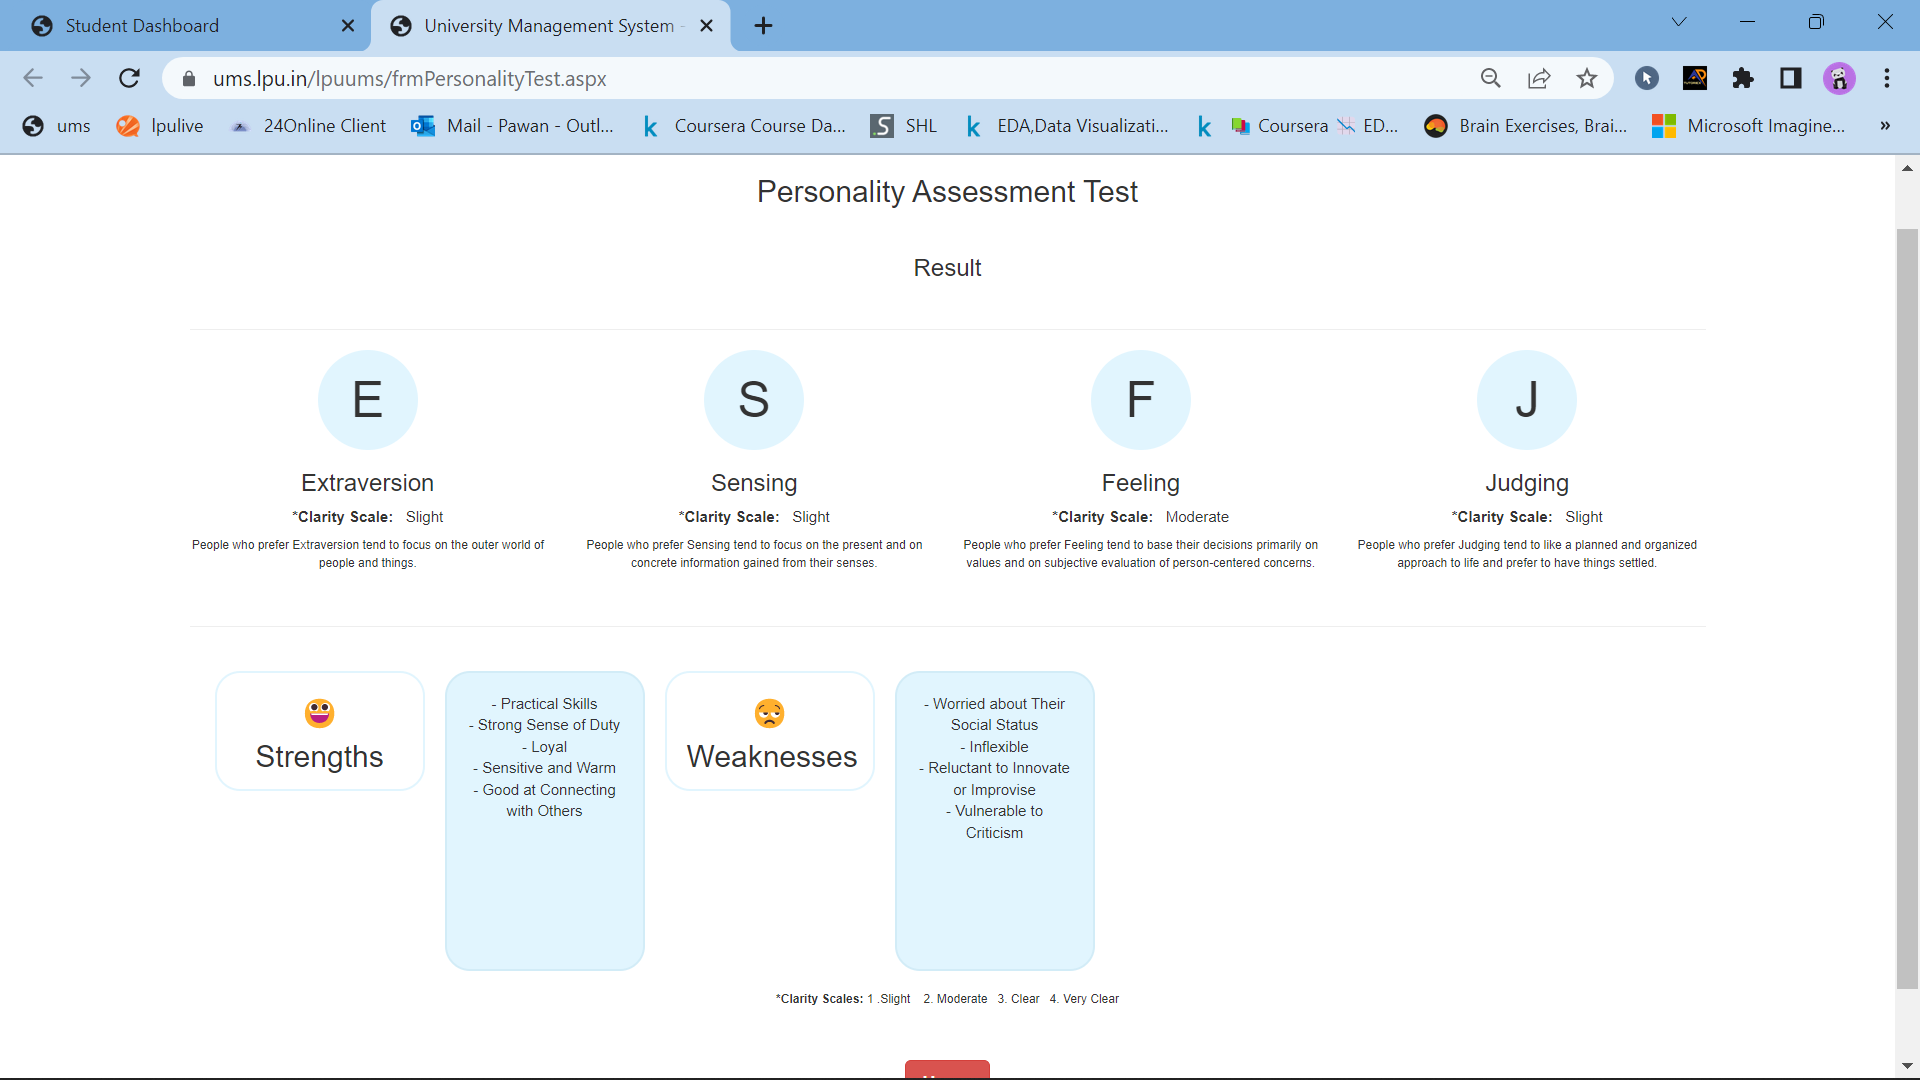 Student Dashboard
University Management System -
ums.lpu.in/lpuums/frmPersonalityTest.aspx
ums
lpulive
24Online Client
Mail - Pawan - Outl...
Coursera Course Da...
SHL
EDA,Data Visualizati...
Coursera
ED...
Brain Exercises, Brai...
Microsoft Imagine...
»
Personality Assessment Test
Result
E
S
F
J
Extraversion
Sensing
Feeling
Judging
*Clarity Scale: Slight
*Clarity Scale: Slight
*Clarity Scale: Moderate
*Clarity Scale: Slight
People who prefer Extraversion tend to focus on the outer world of
people and things.
People who prefer Sensing tend to focus on the present and on
concrete information gained from their senses.
People who prefer Feeling tend to base their decisions primarily on
values and on subjective evaluation of person-centered concerns.
People who prefer Judging tend to like a planned and organized
approach to life and prefer to have things settled.
Strengths
- Practical Skills
- Strong Sense of Duty
- Loyal
- Sensitive and Warm
- Good at Connecting
with Others
Weaknesses
- Worried about Their
Social Status
- Inflexible
- Reluctant to Innovate
or Improvise
- Vulnerable to
Criticism
*Clarity Scales: 1 .Slight 2. Moderate 3. Clear 4. Very Clear